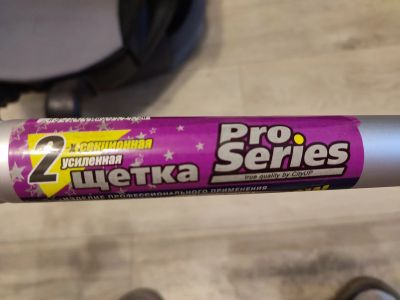 2
х секционная
усиленная
щетка
Pro
Series
true quality by CityUP
ИЗДЕЛИЕ ПРОФЕССИОНАЛЬНОГО ПРИМЕНЕНИЯ